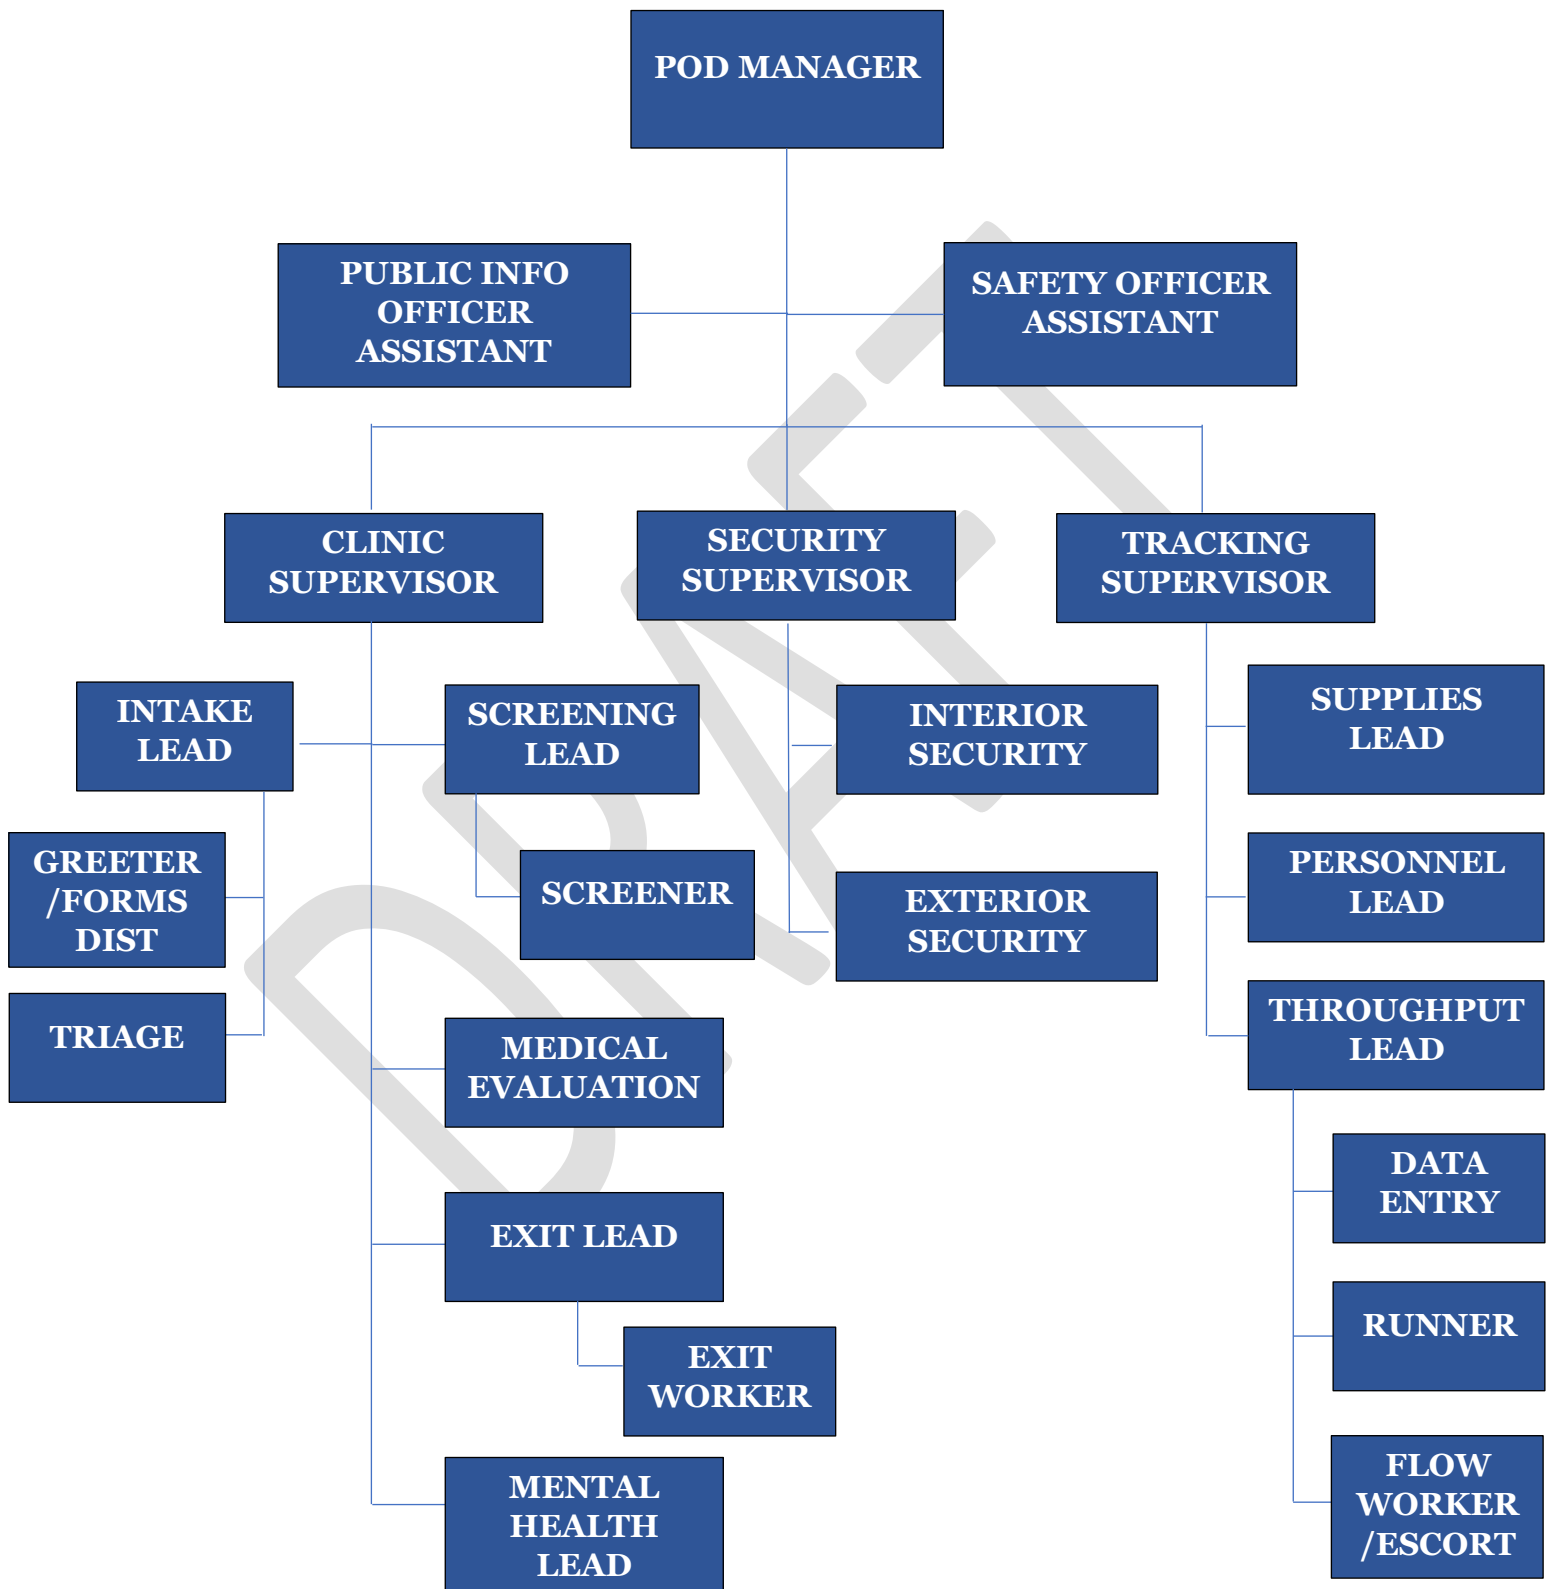 POD MANAGER
PUBLIC INFO
OFFICER
ASSISTANT
SAFETY OFFICER
ASSISTANT
CLINIC
SUPERVISOR
SECURITY
SUPERVISOR
TRACKING
SUPERVISOR
INTAKE
LEAD
SCREENING
LEAD
INTERIOR
SECURITY
SUPPLIES
LEAD
GREETER
/FORMS
DIST
SCREENER
EXTERIOR
SECURITY
PERSONNEL
LEAD
TRIAGE
MEDICAL
EVALUATION
THROUGHPUT
LEAD
DATA
ENTRY
EXIT LEAD
RUNNER
EXIT
WORKER
MENTAL
HEALTH
LEAD
FLOW
WORKER
/ESCORT
DRAFT